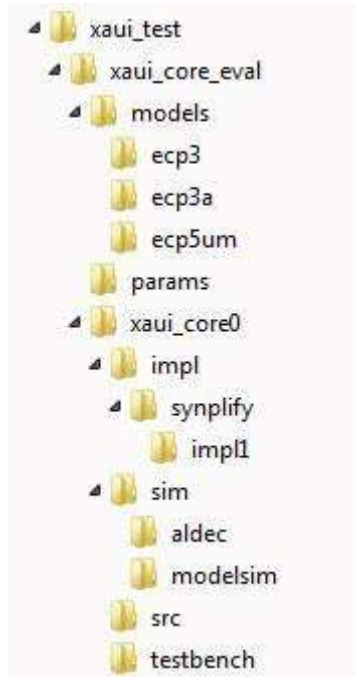 xaui_test
xaui_core_eval
models
ecp3
ecp3a
ecp5um
params
xaui_core0
impl
synplify
impl1
sim
aldec
modelsim
src
testbench